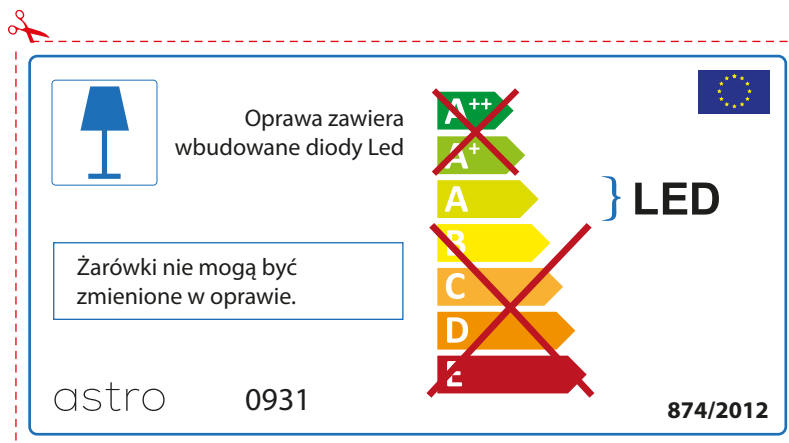 Oprawa zawiera
wbudowane diody Led
A++
A+
A
LED
B
C
D
E
Żarówki nie mogą być
zmienione w oprawie.
astro
0931
874/2012